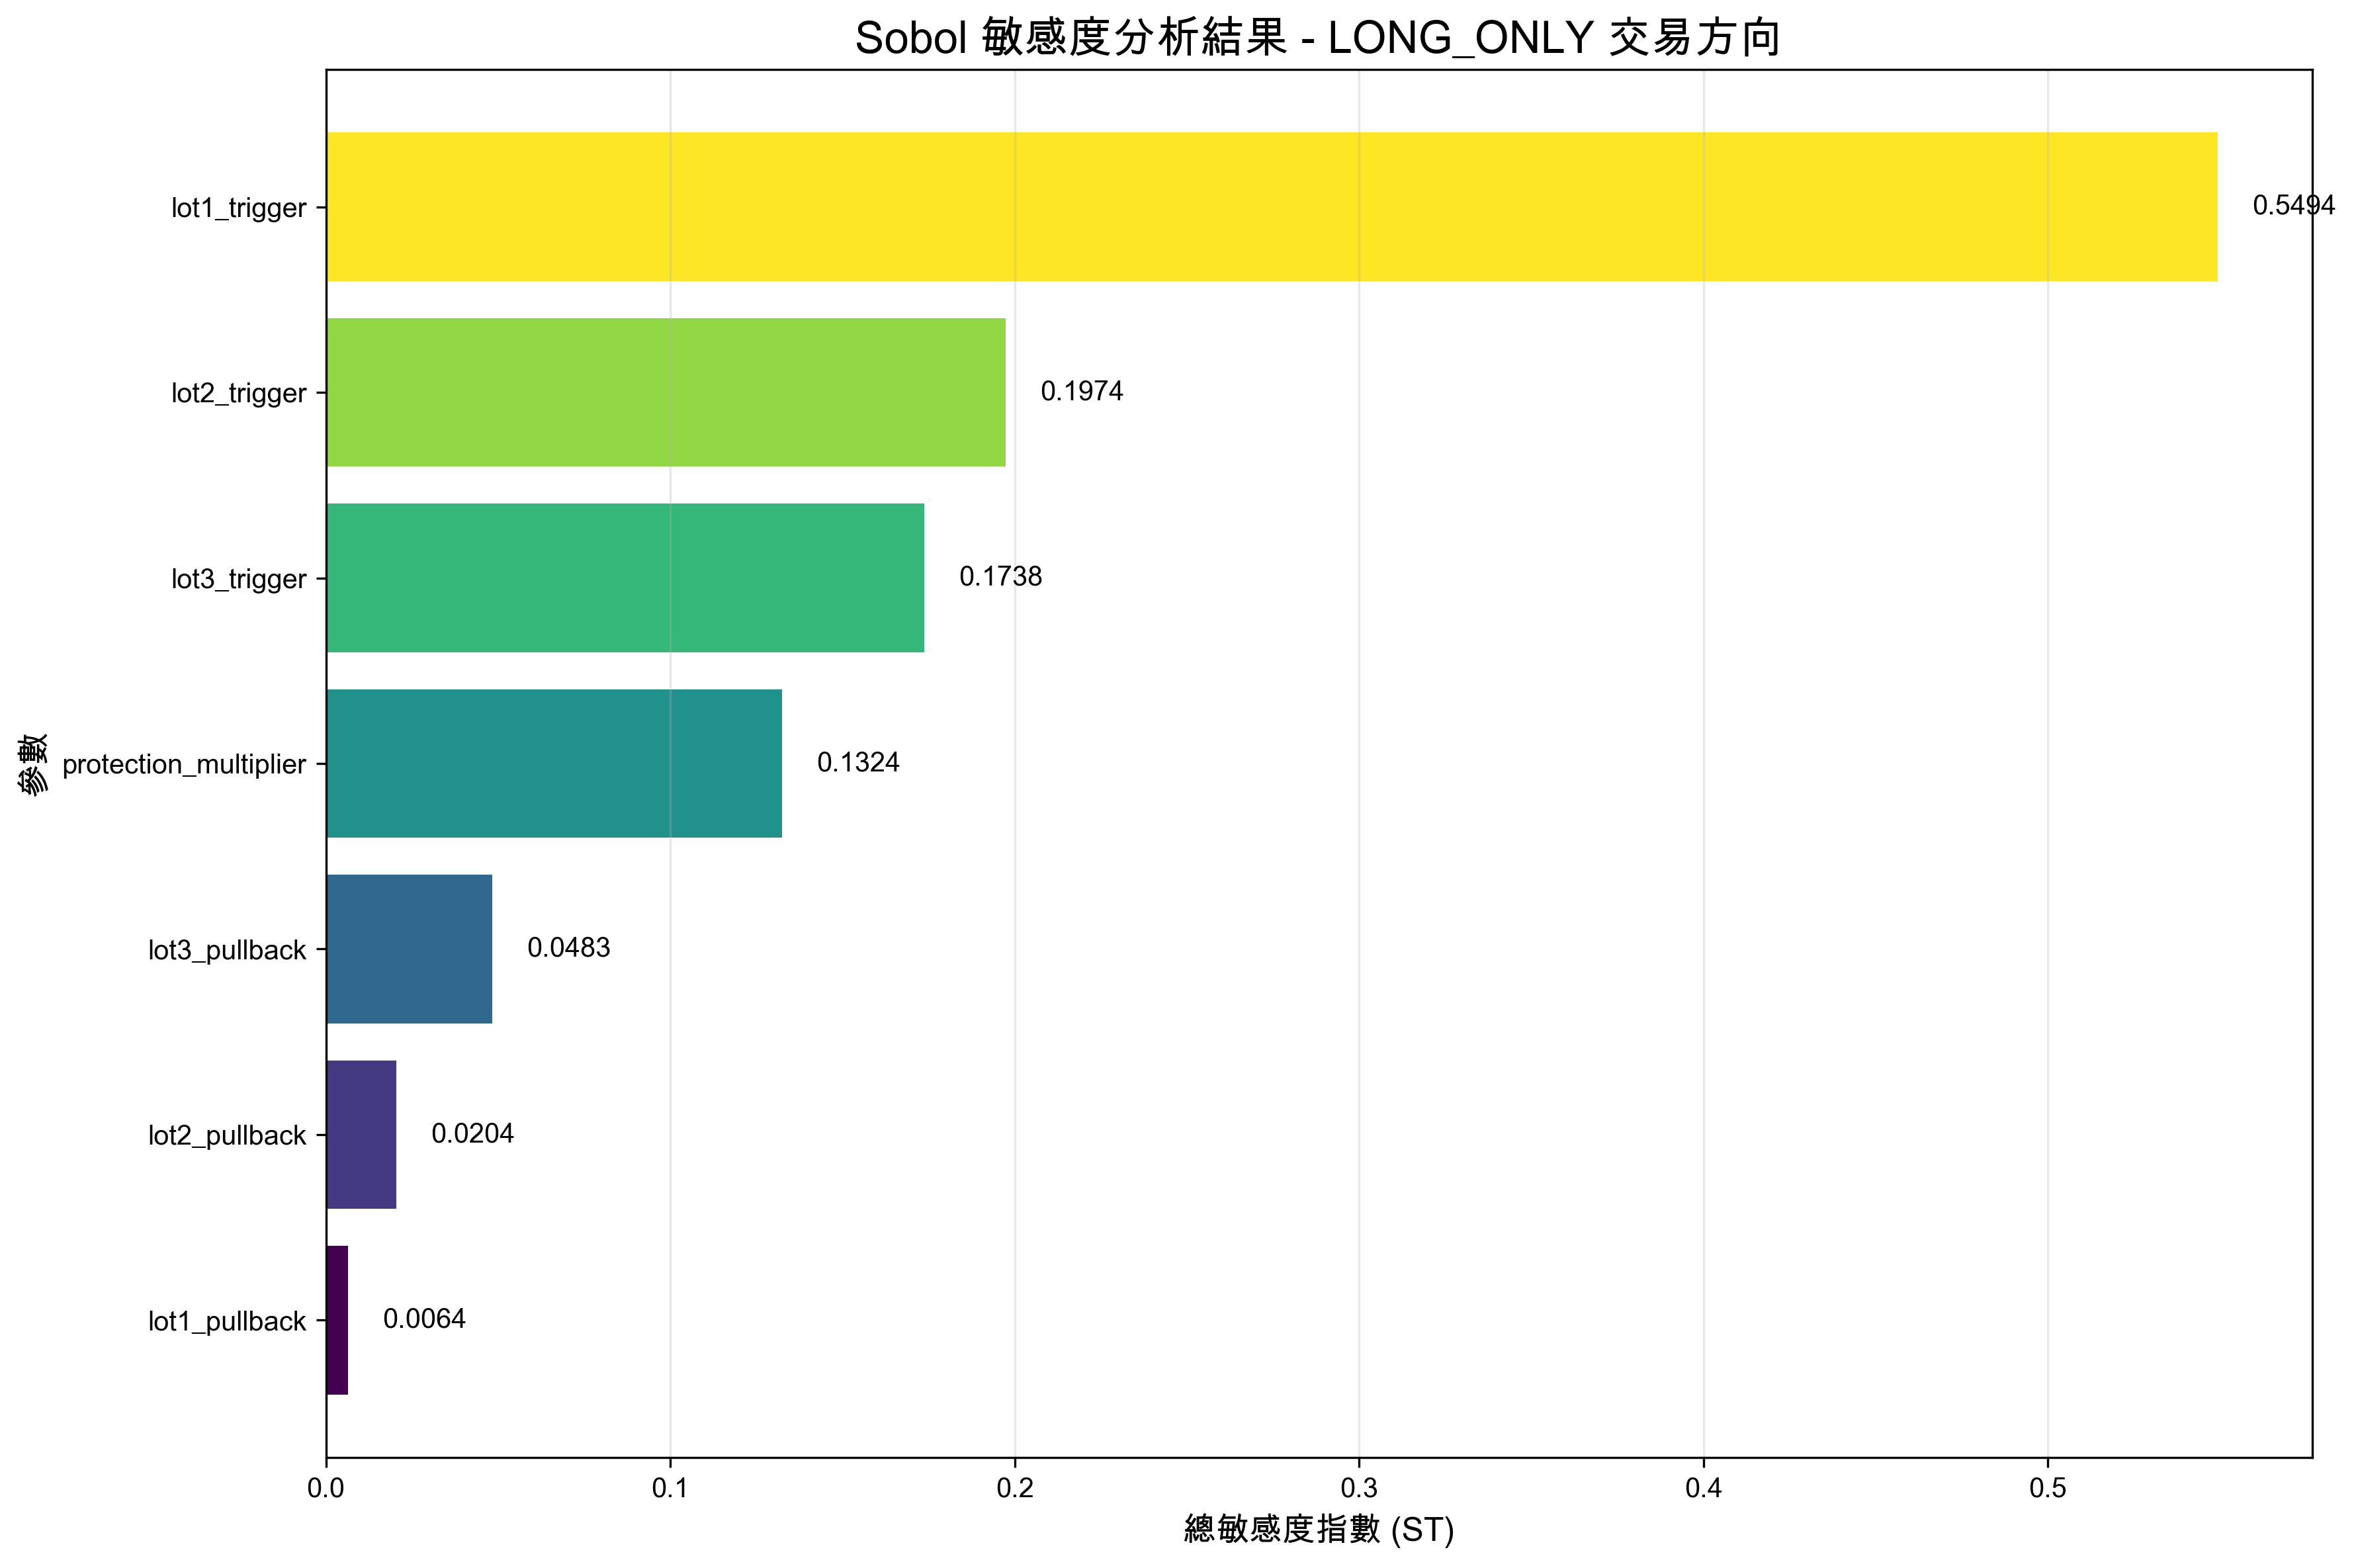 Sobol 敏感度分析結果 - LONG_ONLY 交易方向
參數
lot1_trigger
0.5494
lot2_trigger
0.1974
lot3_trigger
0.1738
protection_multiplier
0.1324
lot3_pullback
0.0483
lot2_pullback
0.0204
lot1_pullback
0.0064
0.0 0.1 0.2 0.3 0.4 0.5
總敏感度指數 (ST)